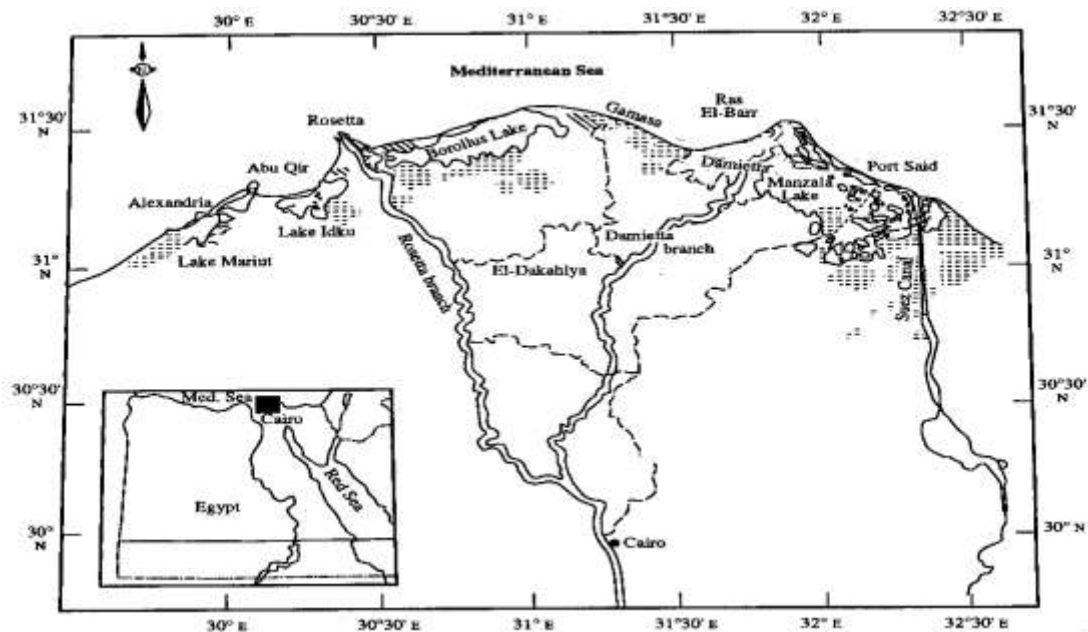 30° E
30°30' E
31° E
31°30' E
32° E
32°30' E
Mediterranean Sea
31°30'
N
31°30'
N
Rosetta
Borollus Lake
Gamasa
Ras
El-Barr
Damietta
Abu Qir
Alexandria
Manzala
Lake
Port Said
Lake Idku
Lake Mariut
Rosetta branch
Damietta
branch
El-Dakahlya
Suez Canal
31°
N
31°
N
30°30'
N
30°30'
N
Med. Sea
Cairo
Red Sea
Egypt
30°
N
30° N
Cairo
30° E
30°30' E
31° E
31°30' E
32° E
32°30' E